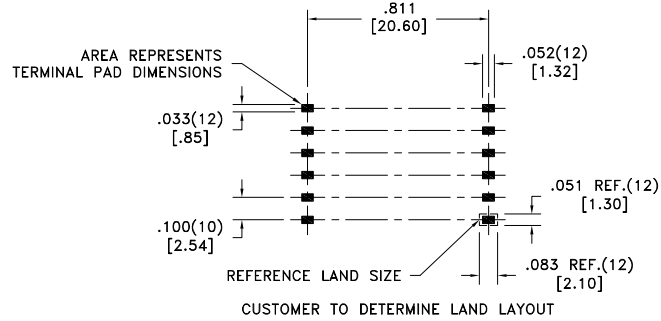 .811
[20.60]
AREA REPRESENTS
TERMINAL PAD DIMENSIONS
.052(12)
[1.32]
.033(12)
[.85]
.051 REF.(12)
[1.30]
.100(10)
[2.54]
REFERENCE LAND SIZE
.083 REF.(12)
[2.10]
CUSTOMER TO DETERMINE LAND LAYOUT